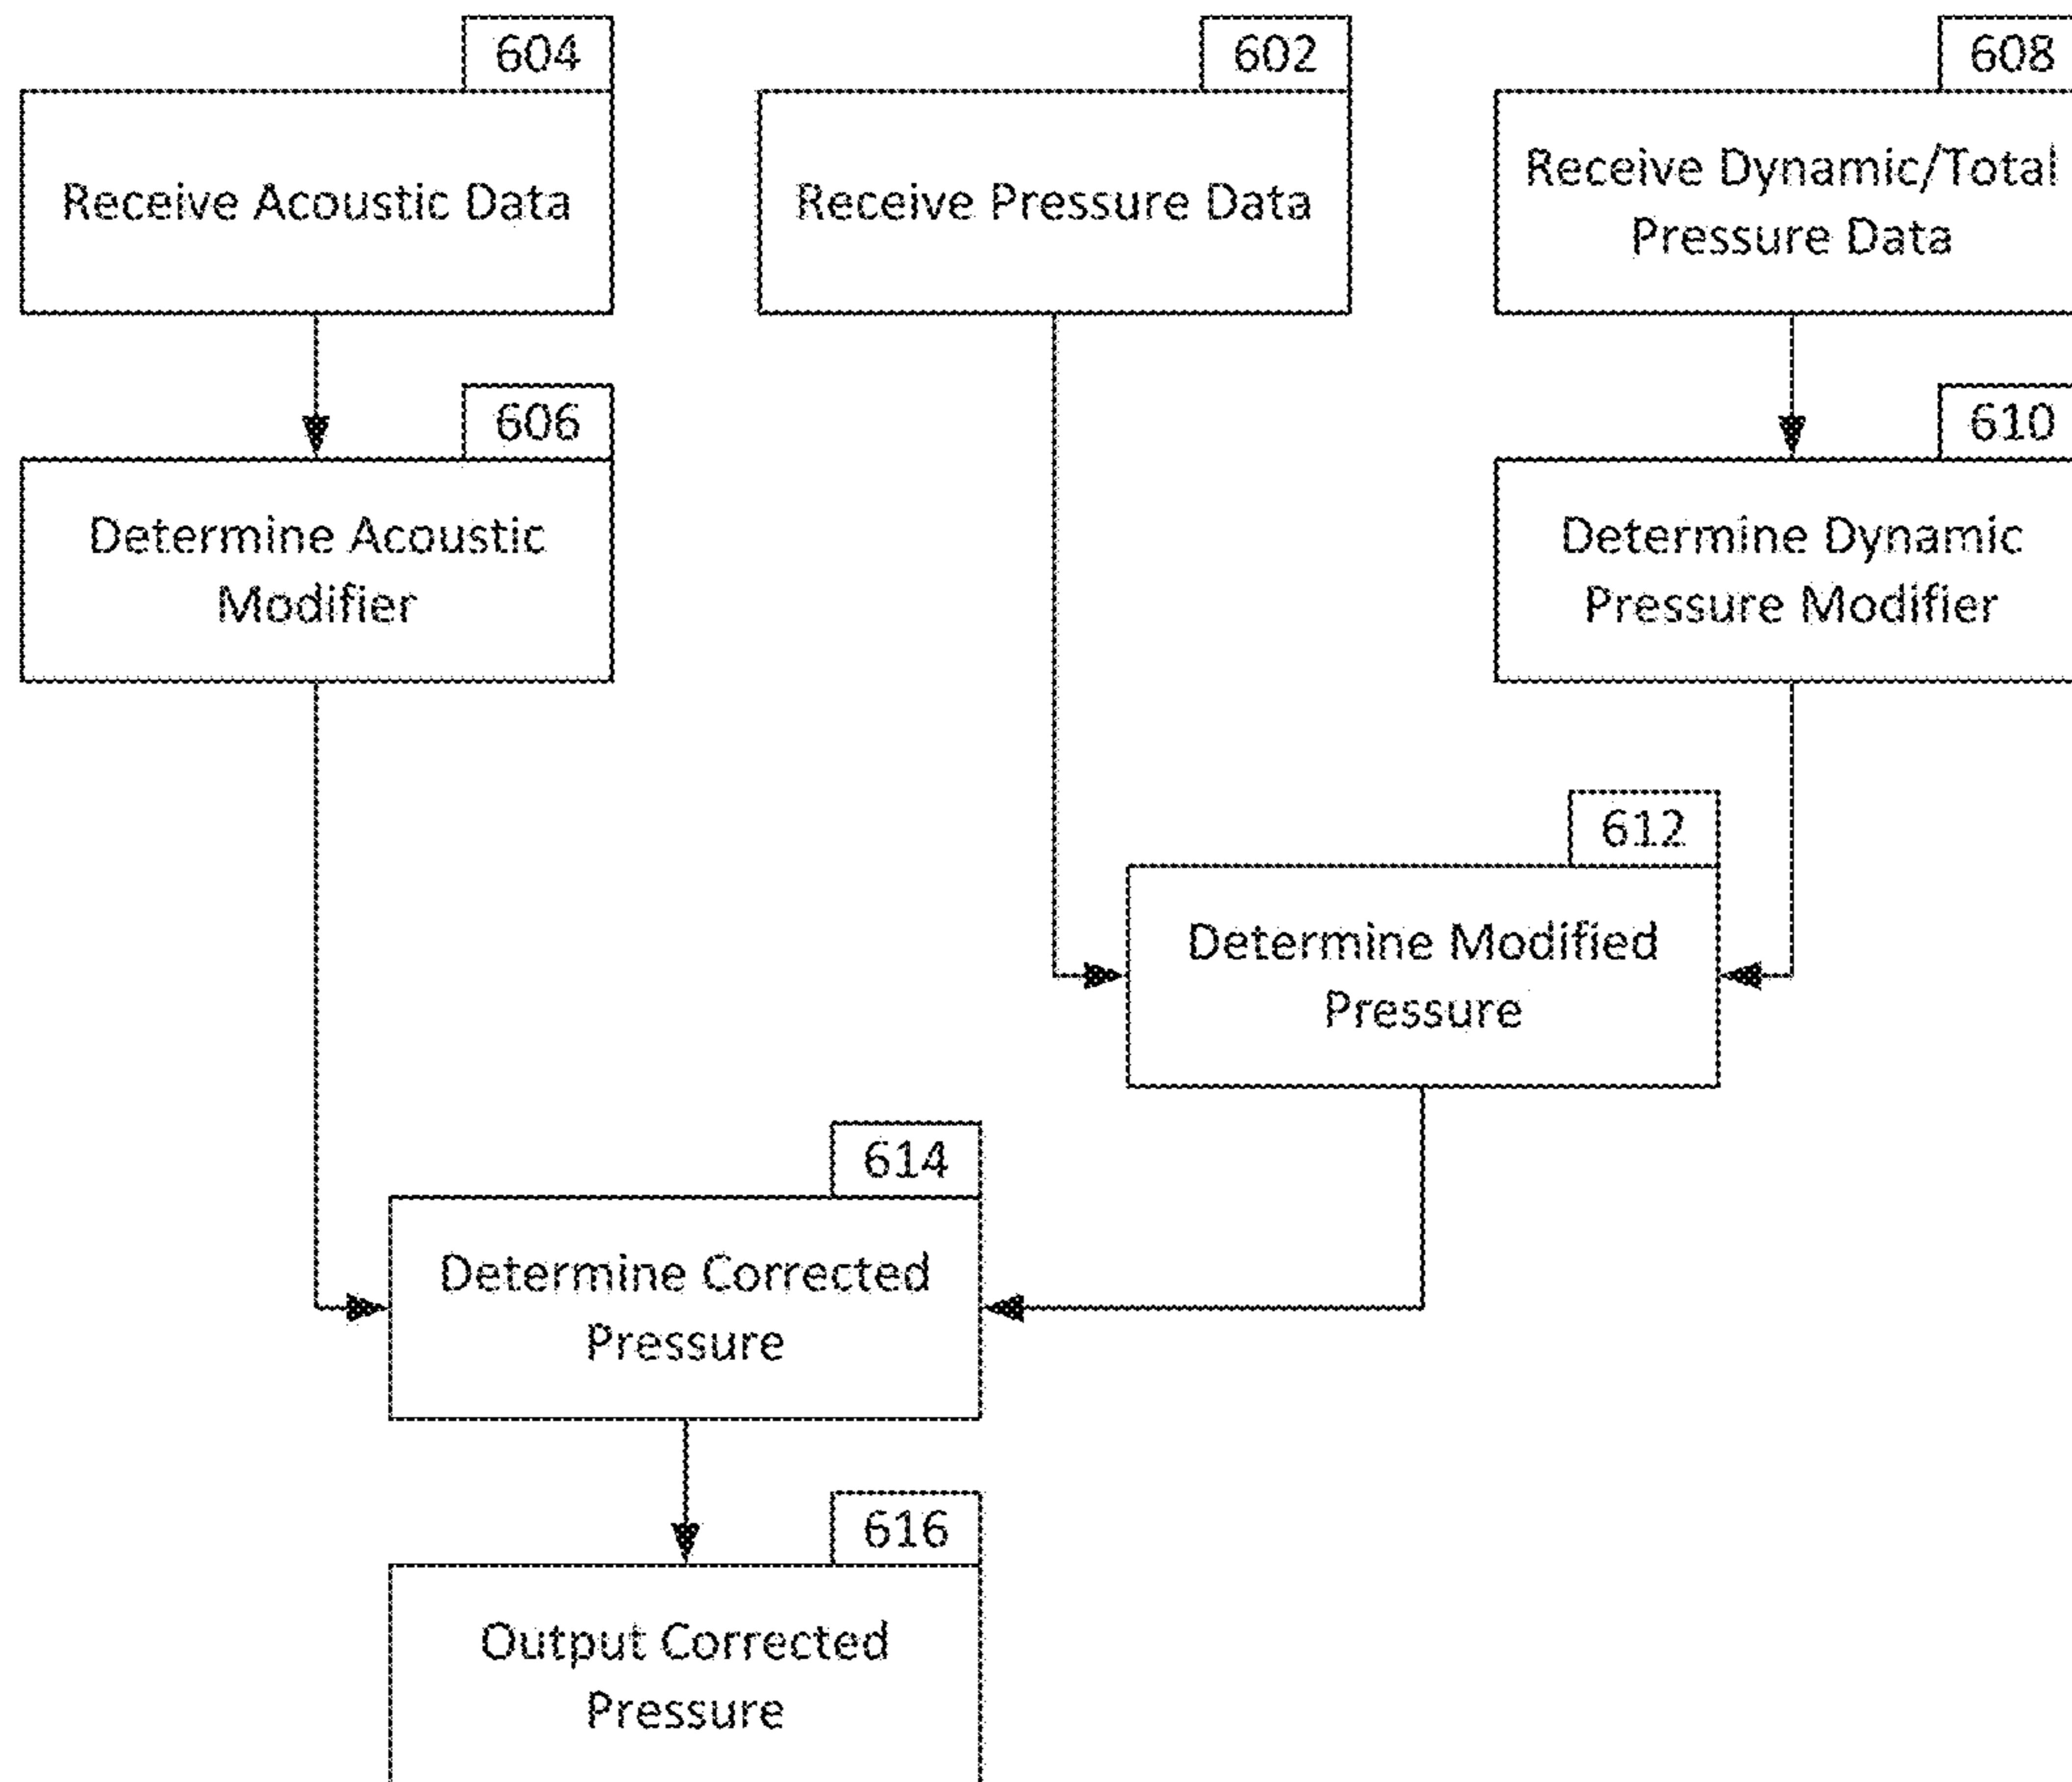 604
Receive Acoustic Data
602
Receive Pressure Data
608
Receive Dynamic/Total
Pressure Data
606
Determine Acoustic
Modifier
610
Determine Dynamic
Pressure Modifier
612
Determine Modified
Pressure
614
Determine Corrected
Pressure
616
Output Corrected
Pressure